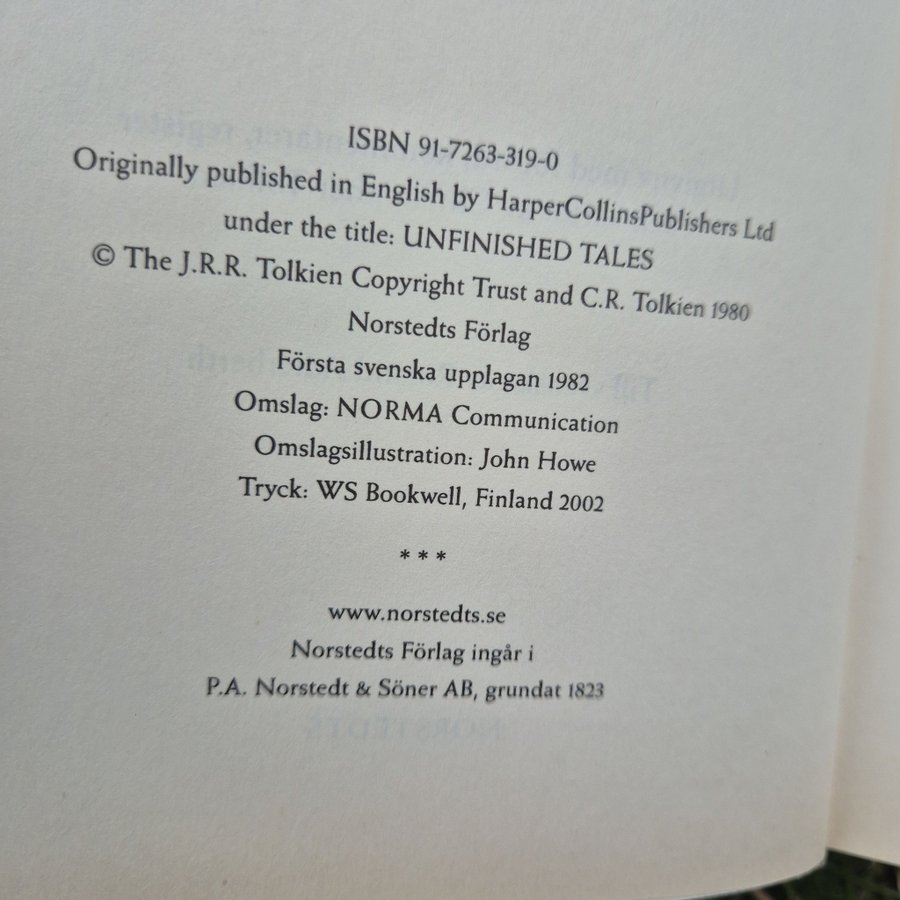 ISBN 91-7263-319-0
Originally published in English by HarperCollinsPublishers Ltd
under the title: UNFINISHED TALES
© The J.R.R. Tolkien Copyright Trust and C.R. Tolkien 1980
Norstedts Förlag
Första svenska upplagan 1982
Omslag: NORMA Communication
Omslagsillustration: John Howe
Tryck: WS Bookwell, Finland 2002
* * *
www.norstedts.se
Norstedts Förlag ingår i
P.A. Norstedt & Söner AB, grundat 1823